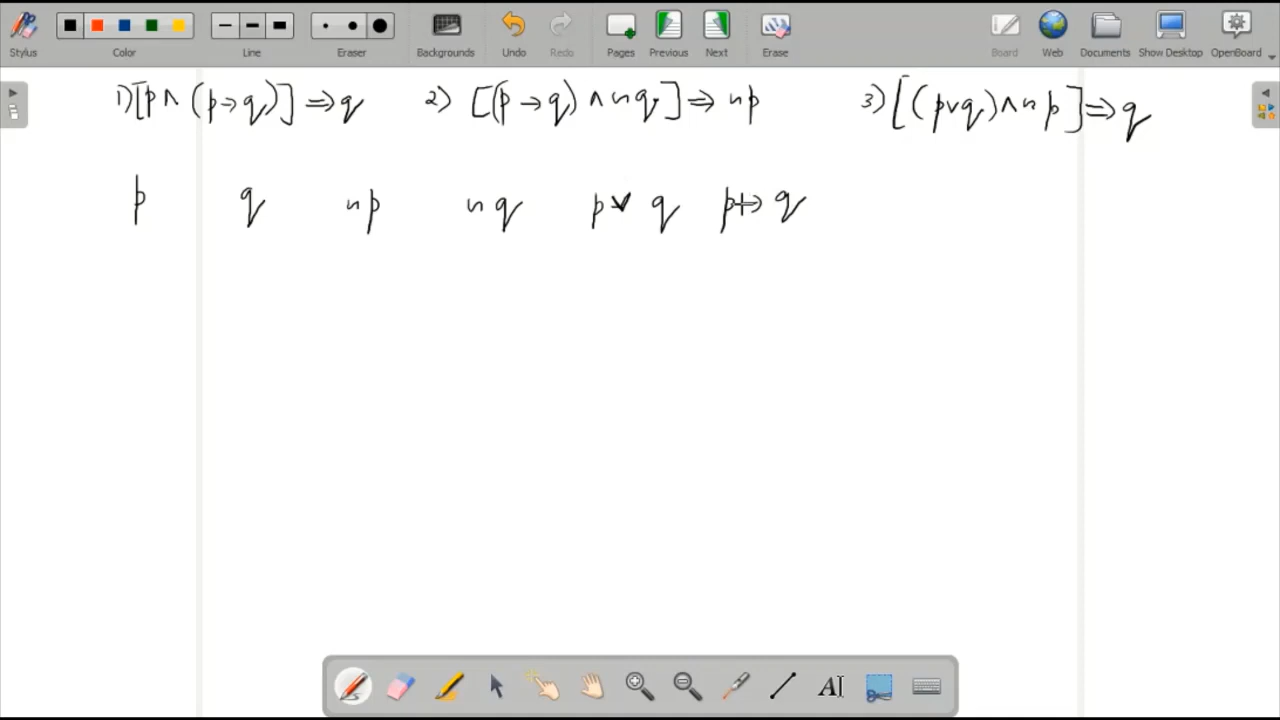 Stylus Color Line Eraser Backgrounds Undo Redo Pages Previous Next Erase Board Web Documents Show Desktop OpenBoard
1) [p ∧ (p → q)] ⇒ q 2) [(p → q) ∧ ~q] ⇒ ~p 3) [(p ∨ q) ∧ ~p] ⇒ q
p q ~p ~q p ∨ q p → q